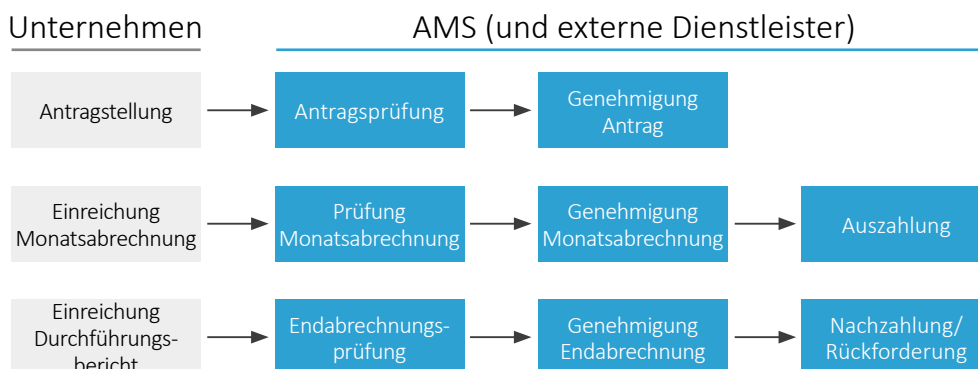 Unternehmen
AMS (und externe Dienstleister)
Antragstellung
Antragsprüfung
Genehmigung
Antrag
Einreichung
Monatsabrechnung
Prüfung
Monatsabrechnung
Genehmigung
Monatsabrechnung
Auszahlung
Einreichung
Durchführungs-
bericht
Endabrechnungs-
prüfung
Genehmigung
Endabrechnung
Nachzahlung/
Rückforderung